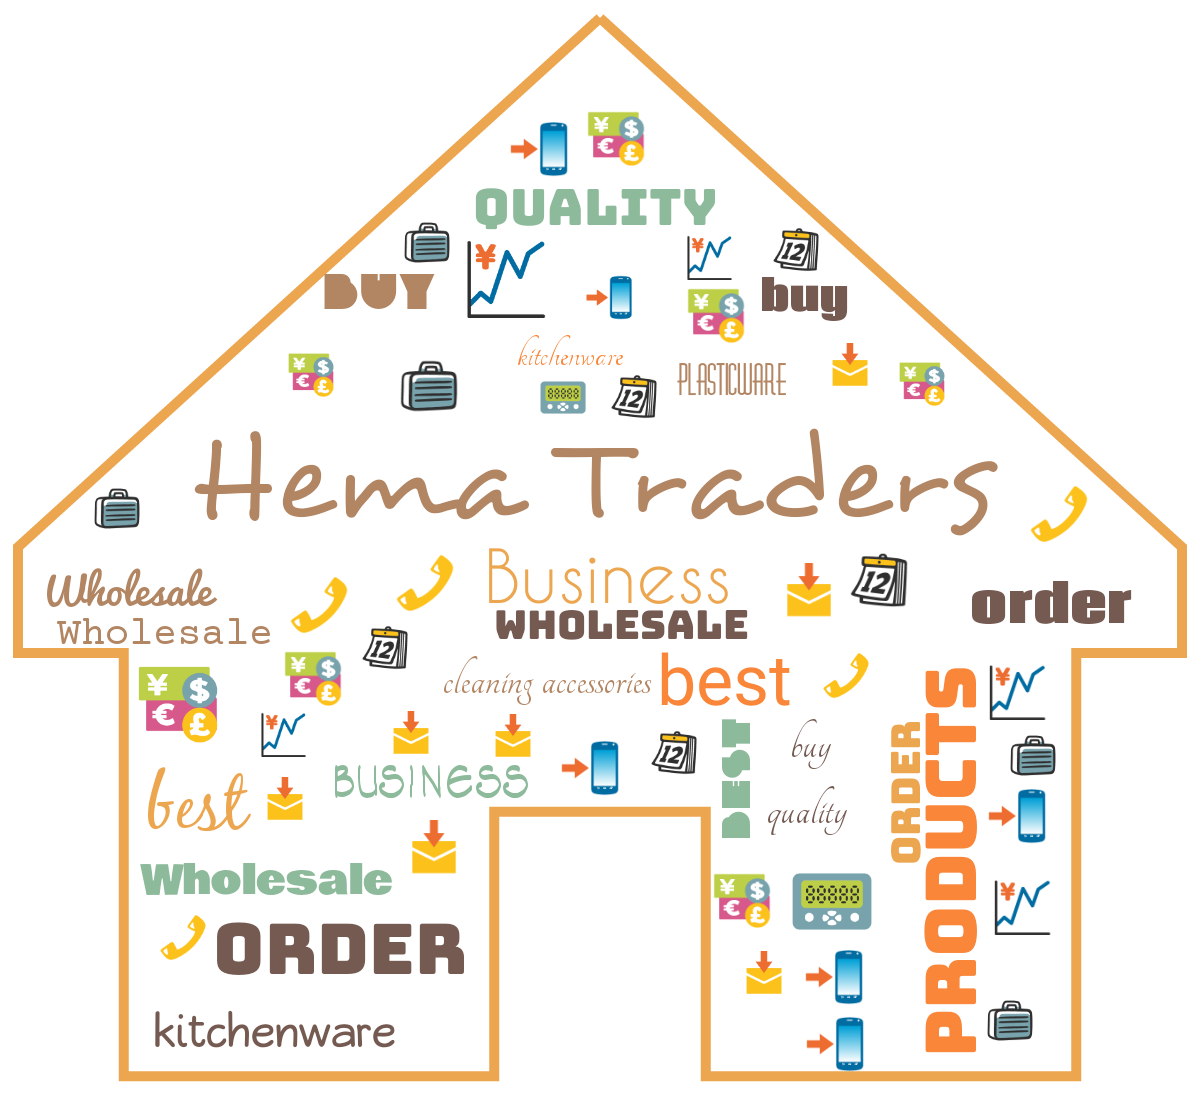 QUALITY
BUY
buy
kitchenware
PLASTICWARE
Hema Traders
Business
WHOLESALE
order
Wholesale
Wholesale
cleaning accessories
best
BUSINESS
BEST
buy
quality
ORDER
PRODUCTS
best
Wholesale
ORDER
kitchenware